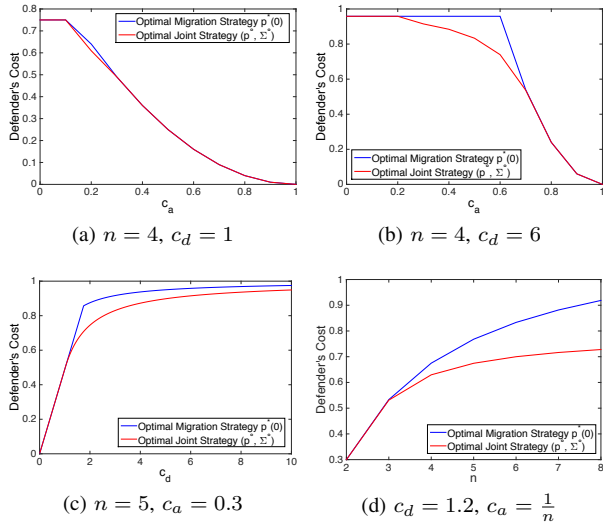 Defender's Cost
0.8
0.7
0.6
0.5
0.4
0.3
0.2
0.1
0
0 0.2 0.4 0.6 0.8 1
c_a
Optimal Migration Strategy p*(0)
Optimal Joint Strategy (p*, Σ*)
(a) n = 4, c_d = 1
Defender's Cost
1
0.8
0.6
0.4
0.2
0
0 0.2 0.4 0.6 0.8 1
c_a
Optimal Migration Strategy p*(0)
Optimal Joint Strategy (p*, Σ*)
(b) n = 4, c_d = 6
Defender's Cost
1
0.8
0.6
0.4
0.2
0
0 2 4 6 8 10
c_d
Optimal Migration Strategy p*(0)
Optimal Joint Strategy (p*, Σ*)
(c) n = 5, c_a = 0.3
Defender's Cost
1
0.9
0.8
0.7
0.6
0.5
0.4
0.3
2 3 4 5 6 7 8
n
Optimal Migration Strategy p*(0)
Optimal Joint Strategy (p*, Σ*)
(d) c_d = 1.2, c_a = 1/n